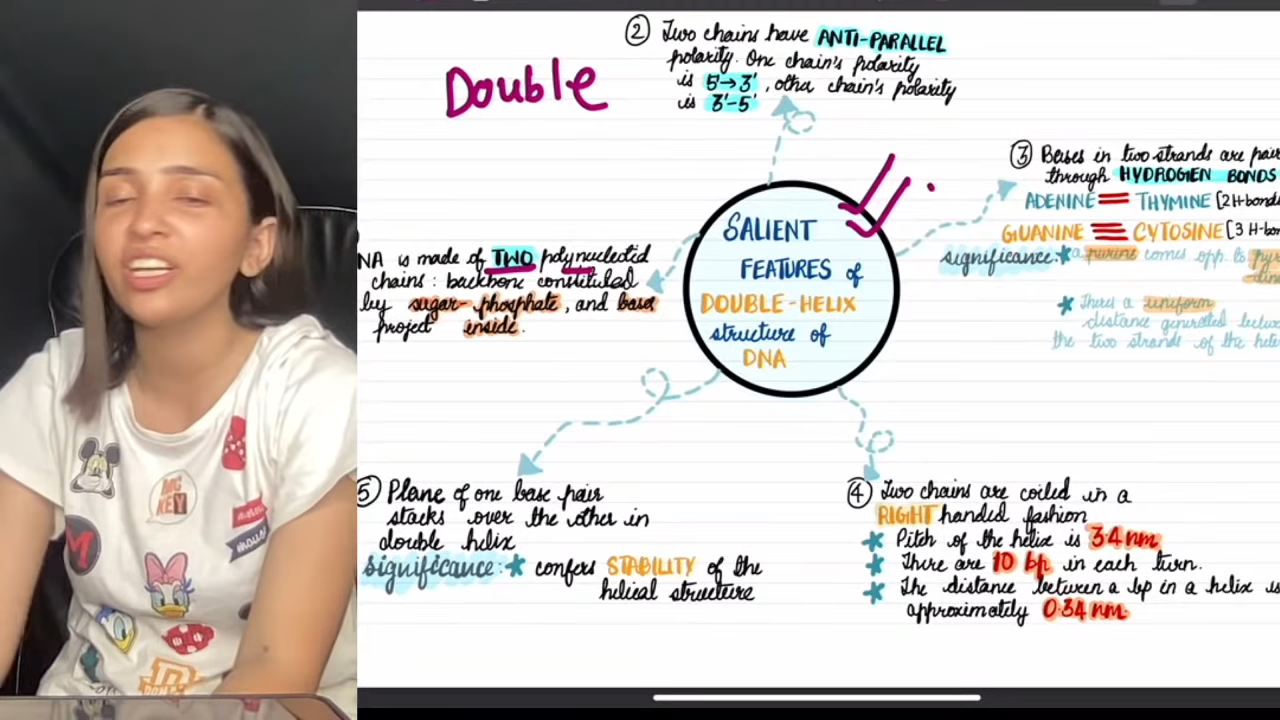 Double
② Two chains have ANTI-PARALLEL
polarity. One chain's polarity
is 5'→3', other chain's polarity
is 3'-5'
SALIENT
FEATURES of
DOUBLE-HELIX
structure of
DNA
NA is made of TWO polynucleotid
chains: backbone constituted
by sugar-phosphate, and bases
project inside.
③ Bases in two strands are pair
through HYDROGEN BONDS
ADENINE = THYMINE [2H-bonds
GUANINE ≡ CYTOSINE [3 H-bon
significance: * a purine comes opp. to pyr
* There's a uniform
distance generated betwee
the two strands of the heli
⑤ Plane of one base pair
stacks over the other in
double helix
significance: * confers STABILITY of the
helical structure
④ Two chains are coiled in a
RIGHT handed fashion
* Pitch of the helix is 3.4 nm
* There are 10 bp in each turn.
* The distance between a bp in a helix is
approximately 0.34 nm